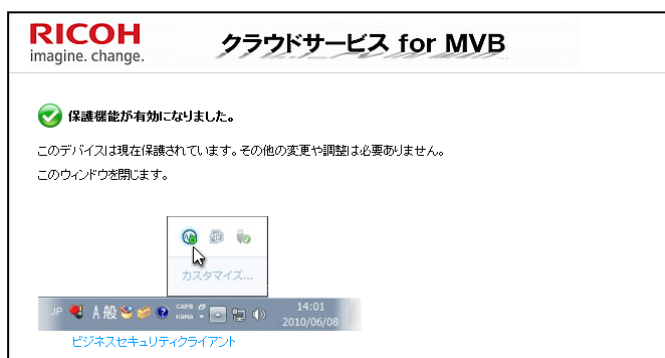 RICOH
imagine. change.
クラウドサービス for MVB
保護機能が有効になりました。
このデバイスは現在保護されています。その他の変更や調整は必要ありません。
このウィンドウを閉じます。
カスタマイズ...
JP A 般 CAPS KANA 14:01
2010/06/08
ビジネスセキュリティクライアント